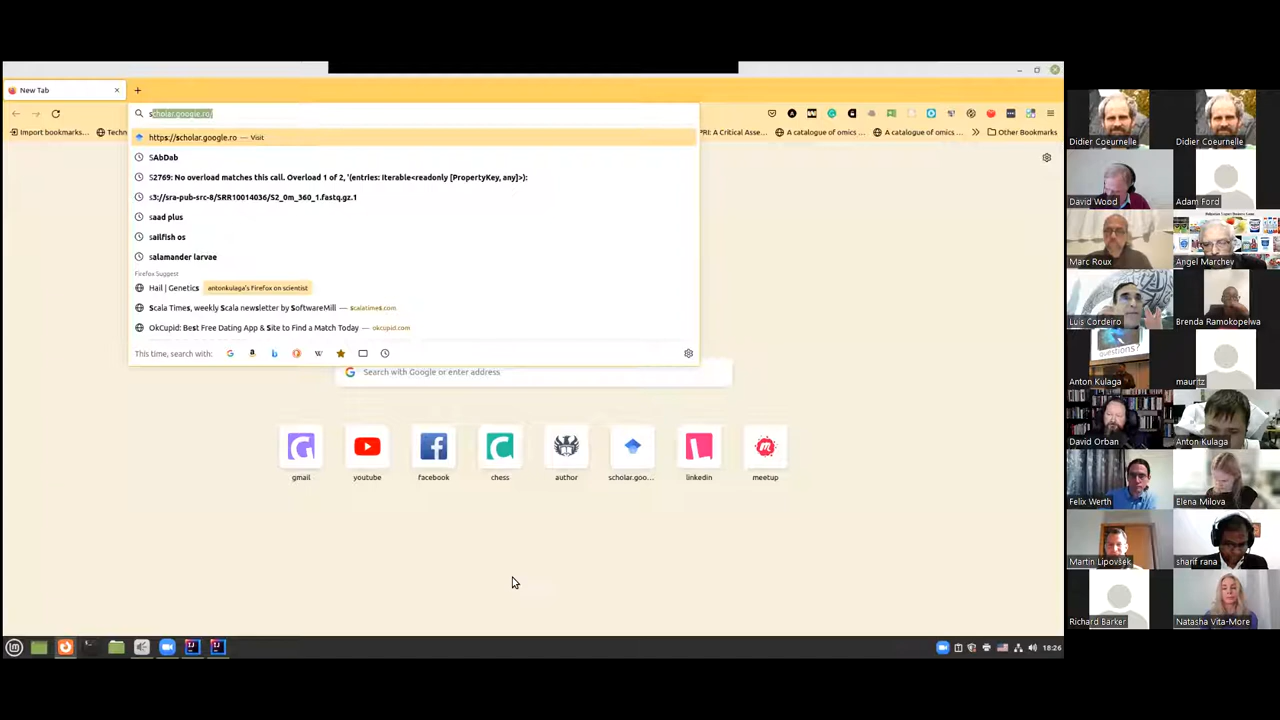 New Tab
scholar.google.ro/
Import bookmarks...
Techn
PRI: A Critical Asse...
A catalogue of omics ...
A catalogue of omics ...
Other Bookmarks
https://scholar.google.ro — Visit
SAbDab
S2769: No overload matches this call. Overload 1 of 2, '(entries: Iterable<readonly [PropertyKey, any]>):
s3://sra-pub-src-8/SRR10014036/S2_0m_360_1.fastq.gz.1
saad plus
sailfish os
salamander larvae
Firefox Suggest
Hail | Genetics antonkulaga's Firefox on scientist
Scala Times, weekly Scala newsletter by SoftwareMill — scalatimes.com
OkCupid: Best Free Dating App & Site to Find a Match Today — okcupid.com
This time, search with:
Search with Google or enter address
gmail
youtube
facebook
chess
author
scholar.goo...
linkedin
meetup
18:26
Didier Coeurnelle
Didier Coeurnelle
David Wood
Adam Ford
Marc Roux
Angel Marchev
Luis Cordeiro
Brenda Ramokopelwa
questions?
Anton Kulaga
mauritz
David Orban
Anton Kulaga
Felix Werth
Elena Milova
Martin Lipovšek
sharif rana
Richard Barker
Natasha Vita-More